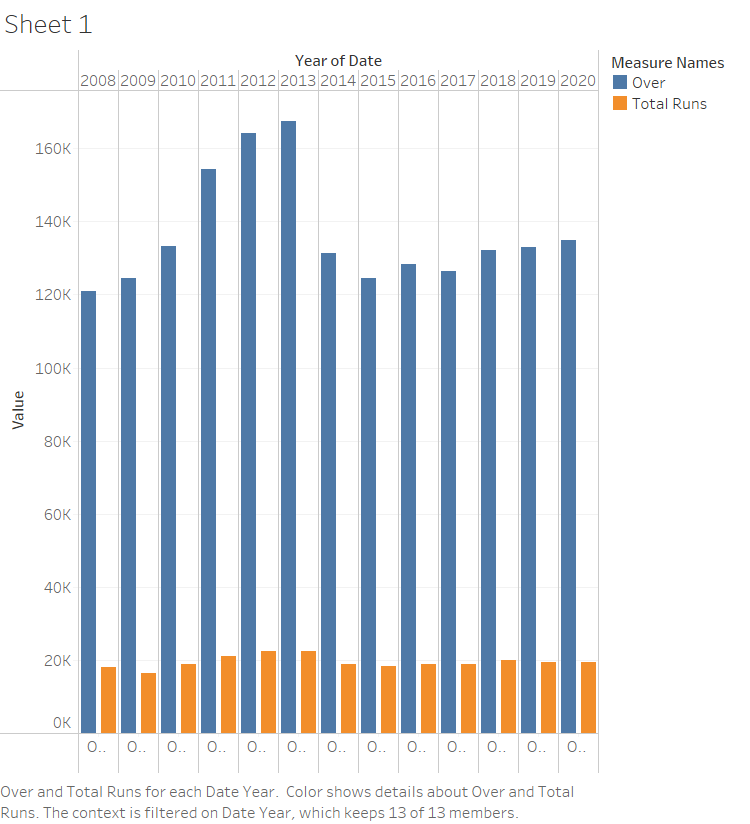 Sheet 1
Year of Date
2008 2009 2010 2011 2012 2013 2014 2015 2016 2017 2018 2019 2020
Measure Names
Over
Total Runs
160K
140K
120K
100K
80K
60K
40K
20K
0K
Value
O.. O.. O.. O.. O.. O.. O.. O.. O.. O.. O.. O.. O..
Over and Total Runs for each Date Year.  Color shows details about Over and Total
Runs. The context is filtered on Date Year, which keeps 13 of 13 members.